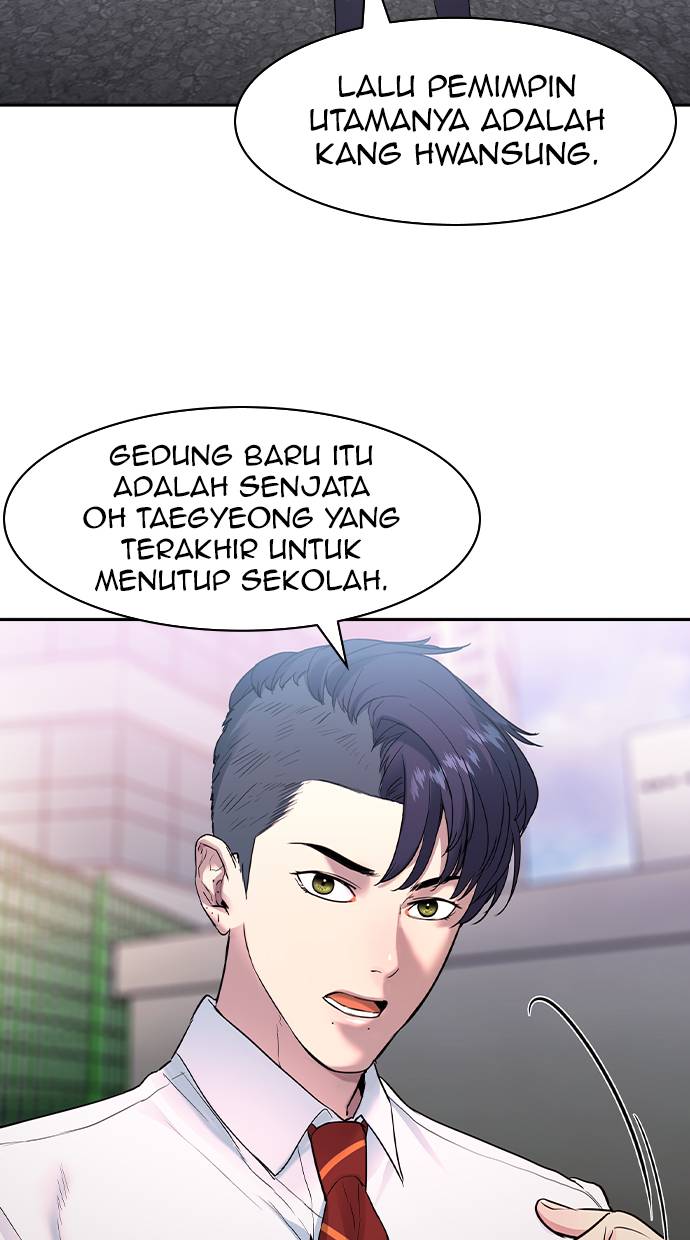 LALU PEMIMPIN
UTAMANYA ADALAH
KANG HWANSUNG.
GEDUNG BARU ITU
ADALAH SENJATA
OH TAEGYEONG YANG
TERAKHIR UNTUK
MENUTUP SEKOLAH.